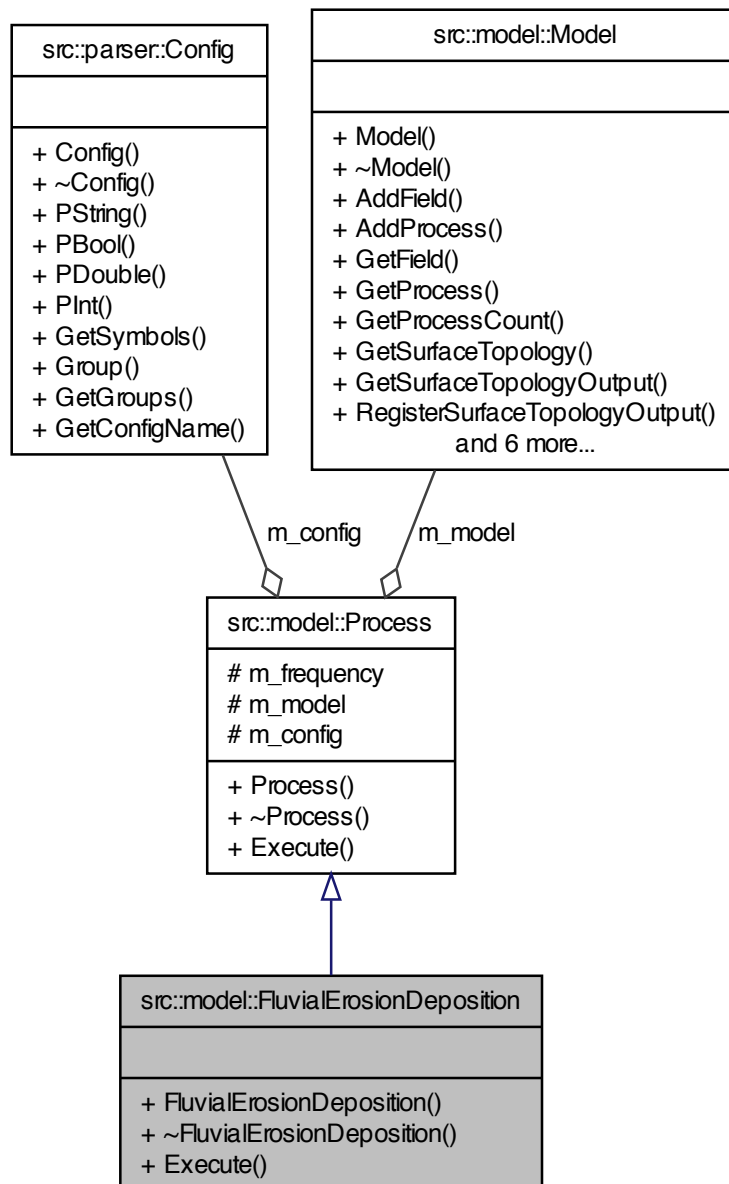 src::parser::Config
+ Config()
+ ~Config()
+ PString()
+ PBool()
+ PDouble()
+ PInt()
+ GetSymbols()
+ Group()
+ GetGroups()
+ GetConfigName()
src::model::Model
+ Model()
+ ~Model()
+ AddField()
+ AddProcess()
+ GetField()
+ GetProcess()
+ GetProcessCount()
+ GetSurfaceTopology()
+ GetSurfaceTopologyOutput()
+ RegisterSurfaceTopologyOutput()
and 6 more...
m_config
m_model
src::model::Process
# m_frequency
# m_model
# m_config
+ Process()
+ ~Process()
+ Execute()
src::model::FluvialErosionDeposition
+ FluvialErosionDeposition()
+ ~FluvialErosionDeposition()
+ Execute()